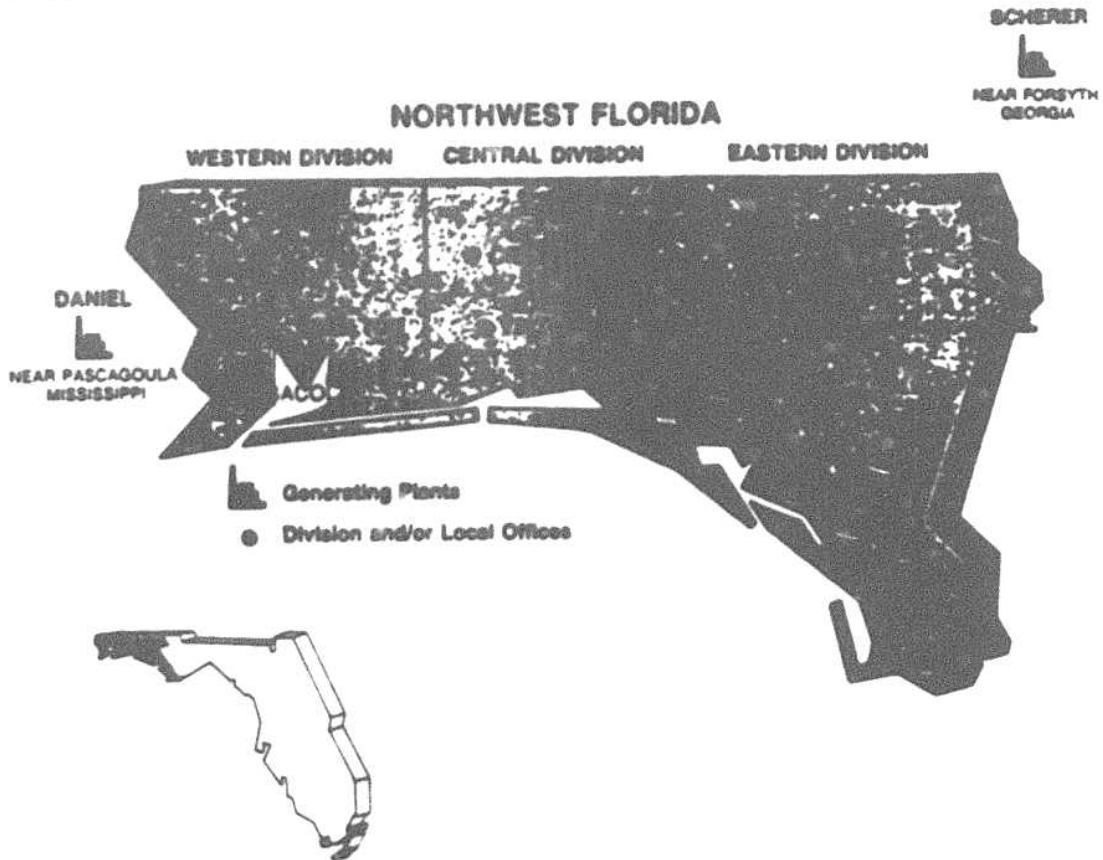 SCHERER
NEAR FORSYTH
GEORGIA
NORTHWEST FLORIDA
WESTERN DIVISION
CENTRAL DIVISION
EASTERN DIVISION
DANIEL
NEAR PASCAGOULA
MISSISSIPPI
Generating Plants
Division and/or Local Offices